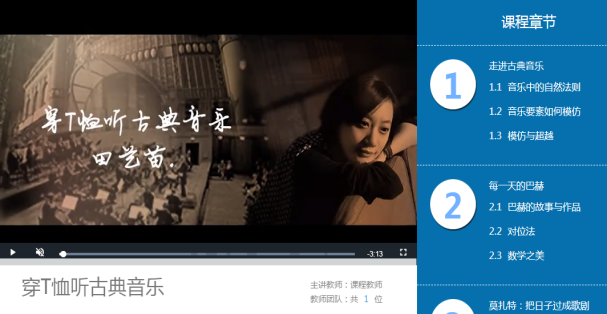 穿T恤听古典音乐
田艺苗.
-3:13
穿T恤听古典音乐
主讲教师：课程教师
教师团队：共 1 位
课程章节
1
走进古典音乐
1.1 音乐中的自然法则
1.2 音乐要素如何模仿
1.3 模仿与超越
2
每一天的巴赫
2.1 巴赫的故事与作品
2.2 对位法
2.3 数学之美
莫扎特：把日子过成歌剧